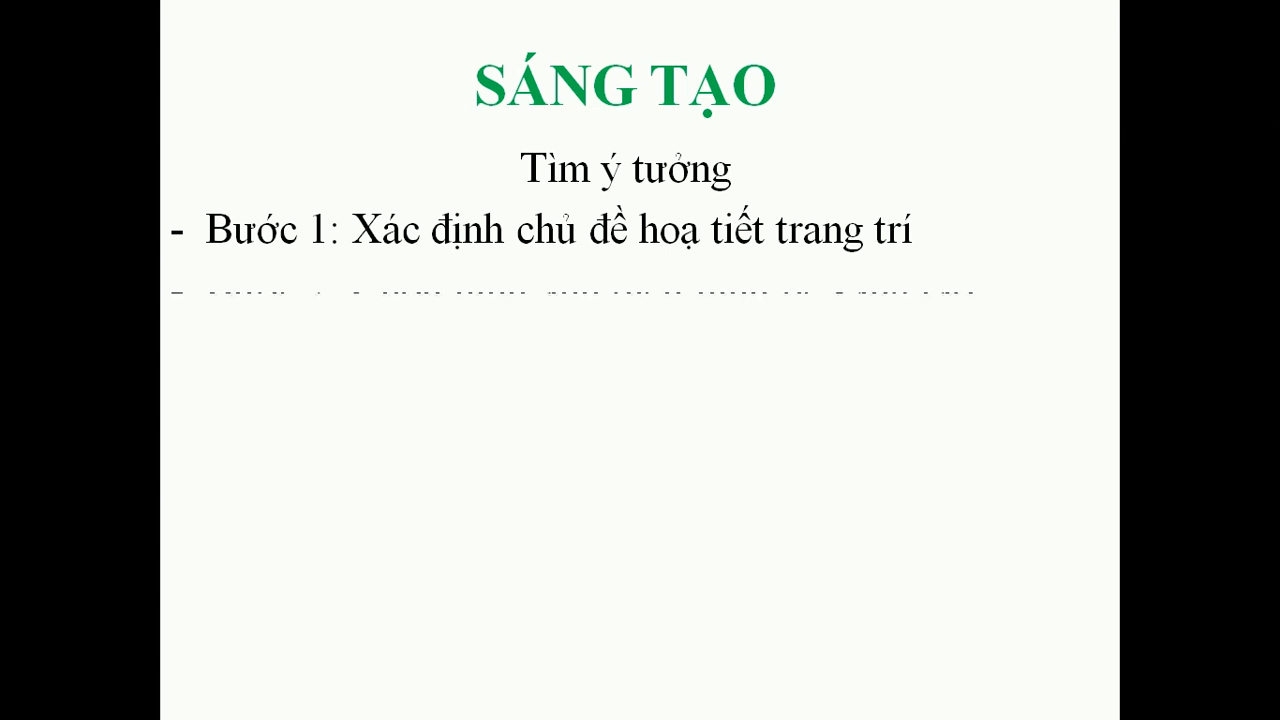 SÁNG TẠO
Tìm ý tưởng
- Bước 1: Xác định chủ đề hoạ tiết trang trí